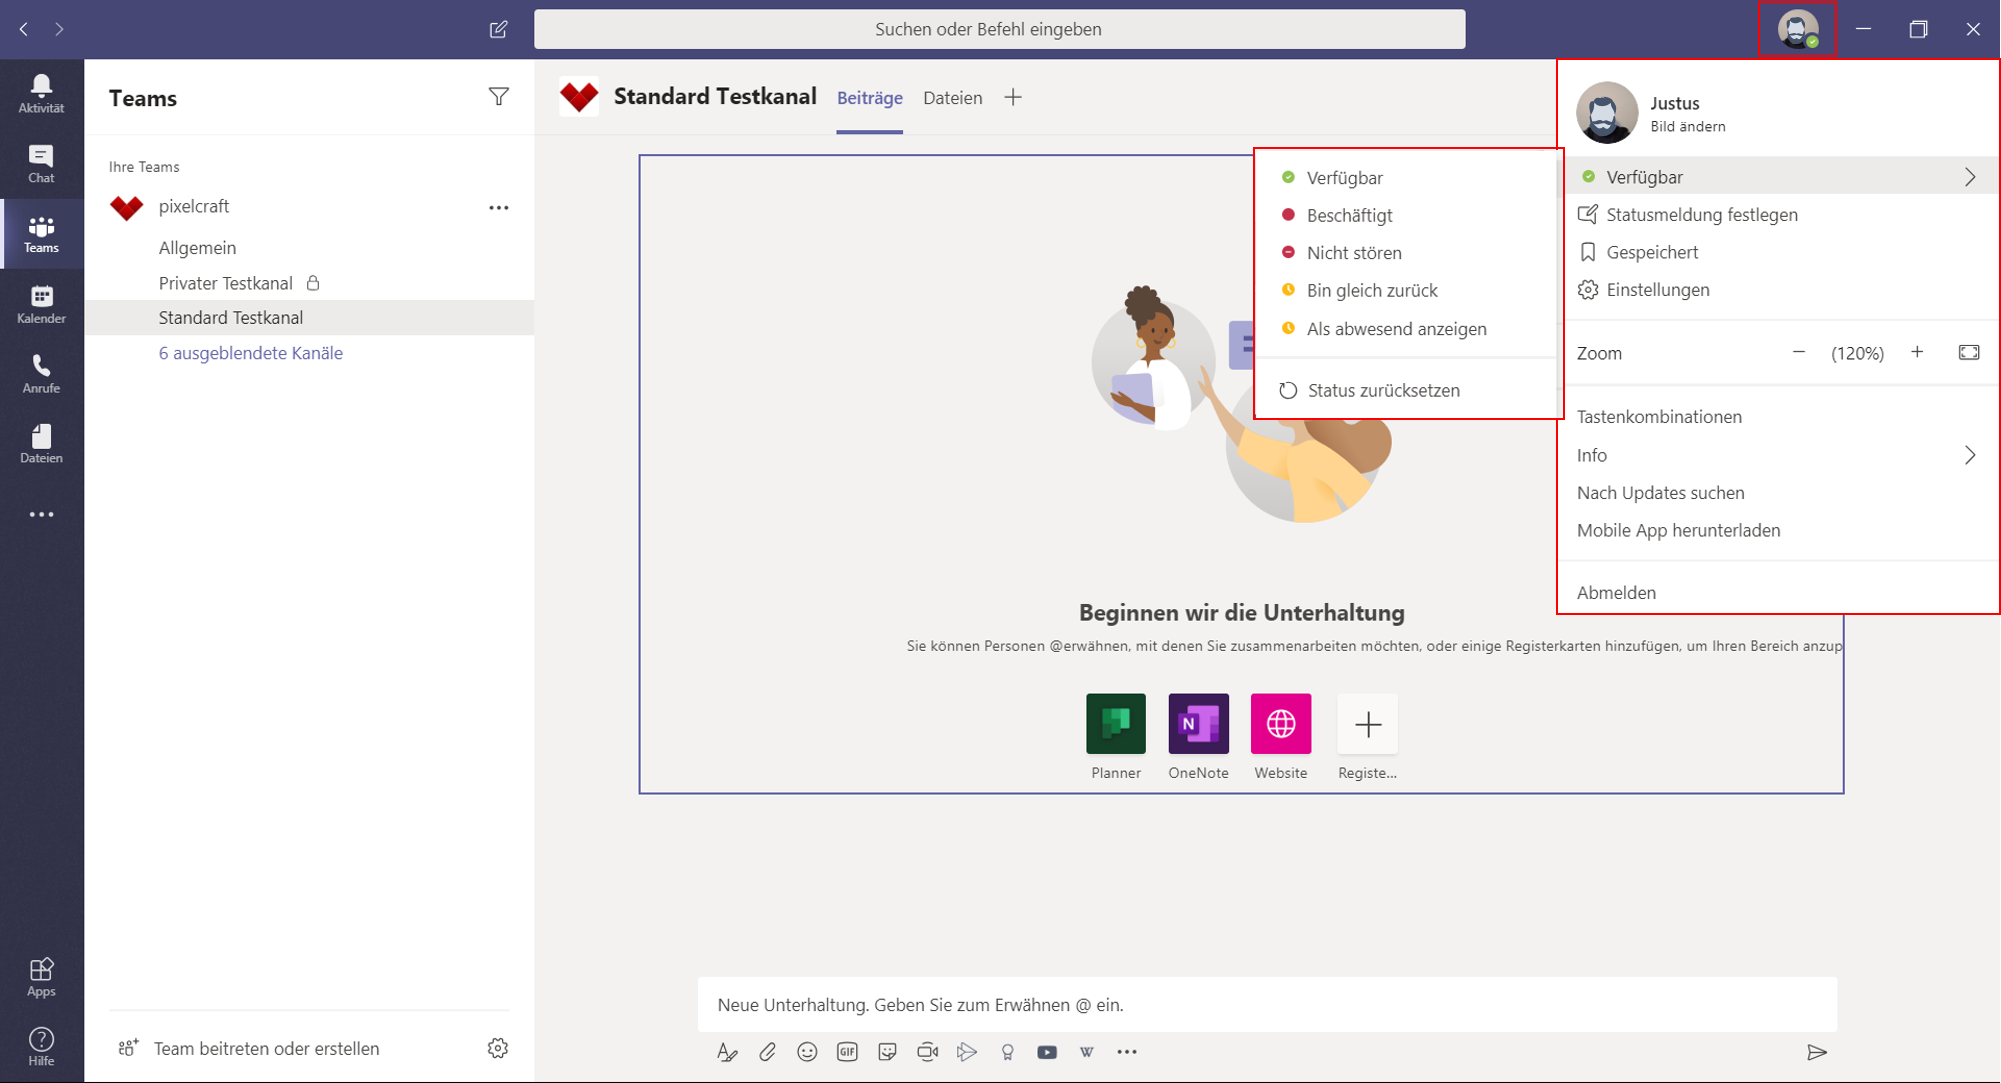 Suchen oder Befehl eingeben
Aktivität
Chat
Teams
Kalender
Anrufe
Dateien
Apps
Hilfe
Teams
Ihre Teams
pixelcraft
Allgemein
Privater Testkanal
Standard Testkanal
6 ausgeblendete Kanäle
Team beitreten oder erstellen
Standard Testkanal Beiträge Dateien
Verfügbar
Beschäftigt
Nicht stören
Bin gleich zurück
Als abwesend anzeigen
Status zurücksetzen
Justus
Bild ändern
Verfügbar
Statusmeldung festlegen
Gespeichert
Einstellungen
Zoom (120%)
Tastenkombinationen
Info
Nach Updates suchen
Mobile App herunterladen
Abmelden
Beginnen wir die Unterhaltung
Sie können Personen @erwähnen, mit denen Sie zusammenarbeiten möchten, oder einige Registerkarten hinzufügen, um Ihren Bereich anzup
N
Planner OneNote Website Registe...
Neue Unterhaltung. Geben Sie zum Erwähnen @ ein.
GIF
W